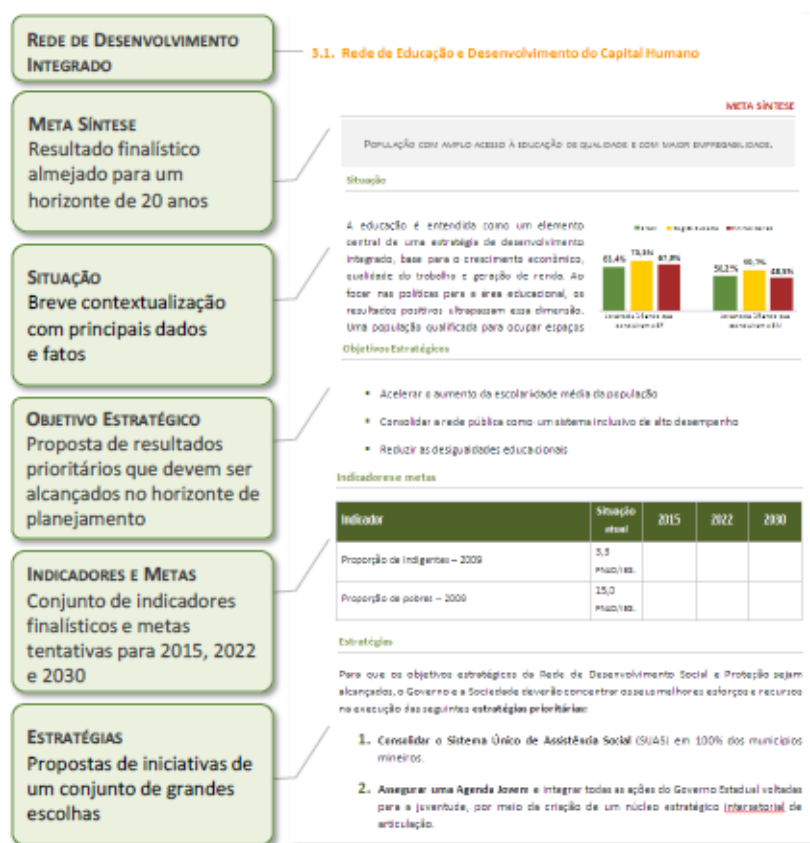 REDE DE DESENVOLVIMENTO
INTEGRADO
META SÍNTESE
Resultado finalístico
almejado para um
horizonte de 20 anos
SITUAÇÃO
Breve contextualização
com principais dados
e fatos
OBJETIVO ESTRATÉGICO
Proposta de resultados
prioritários que devem ser
alcançados no horizonte de
planejamento
INDICADORES E METAS
Conjunto de indicadores
finalísticos e metas
tentativas para 2015, 2022
e 2030
ESTRATÉGIAS
Propostas de iniciativas de
um conjunto de grandes
escolhas
3.1. Rede de Educação e Desenvolvimento do Capital Humano
META SÍNTESE
POPULAÇÃO COM AMPLO ACESSO À EDUCAÇÃO DE QUALIDADE E COM MAIOR EMPREGABILIDADE.
Situação
A educação é entendida como um elemento
central de uma estratégia de desenvolvimento
integrado, base para o crescimento econômico,
qualidade do trabalho e geração de renda. Ao
focar nas políticas para a área educacional, os
resultados positivos ultrapassam essa dimensão.
Uma população qualificada para ocupar espaços
Objetivos Estratégicos
• Acelerar o aumento da escolaridade média da população
• Consolidar a rede pública como um sistema inclusivo de alto desempenho
• Reduzir as desigualdades educacionais
Indicadores e metas
Indicador Situação atual 2015 2022 2030
Proporção de indigentes – 2009 3,3
Proporção de pobres – 2009 15,0
Estratégias
Para que os objetivos estratégicos da Rede de Desenvolvimento Social e Proteção sejam
alcançados, o Governo e a Sociedade deverão concentrar os seus melhores esforços e recursos
na execução das seguintes estratégias prioritárias:
1. Consolidar o Sistema Único de Assistência Social (SUAS) em 100% dos municípios
mineiros.
2. Assegurar uma Agenda Jovem e integrar todas as ações do Governo Estadual voltadas
para a juventude, por meio da criação de um núcleo estratégico intersetorial de
articulação.